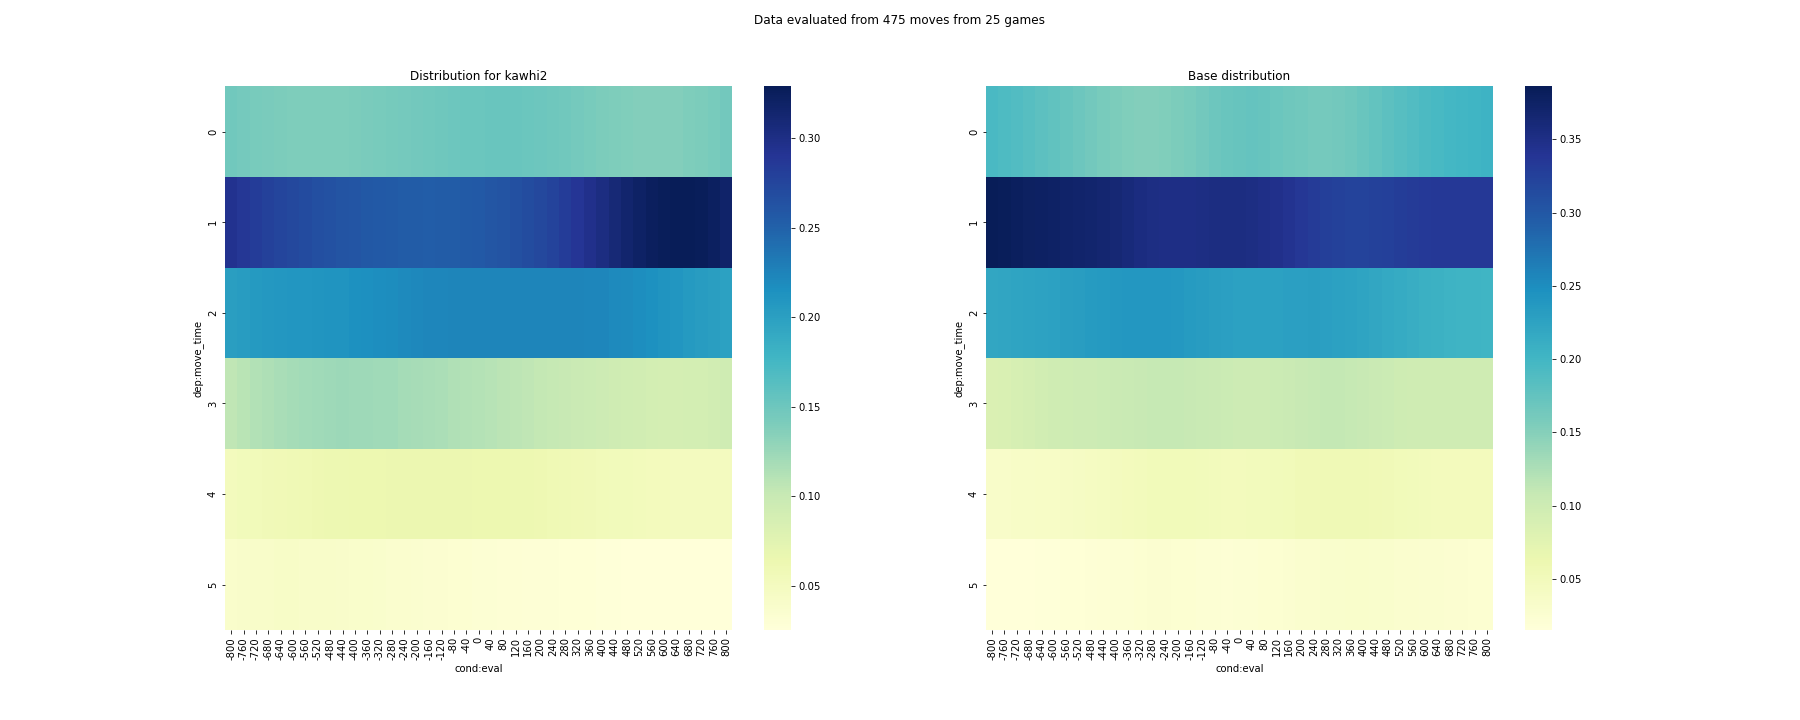 Data evaluated from 475 moves from 25 games
Distribution for kawhi2
dep:move_time
0
1
2
3
4
5
-800 -760 -720 -680 -640 -600 -560 -520 -480 -440 -400 -360 -320 -280 -240 -200 -160 -120 -80 -40 0 40 80 120 160 200 240 280 320 360 400 440 480 520 560 600 640 680 720 760 800
cond:eval
0.30
0.25
0.20
0.15
0.10
0.05
Base distribution
dep:move_time
0
1
2
3
4
5
-800 -760 -720 -680 -640 -600 -560 -520 -480 -440 -400 -360 -320 -280 -240 -200 -160 -120 -80 -40 0 40 80 120 160 200 240 280 320 360 400 440 480 520 560 600 640 680 720 760 800
cond:eval
0.35
0.30
0.25
0.20
0.15
0.10
0.05